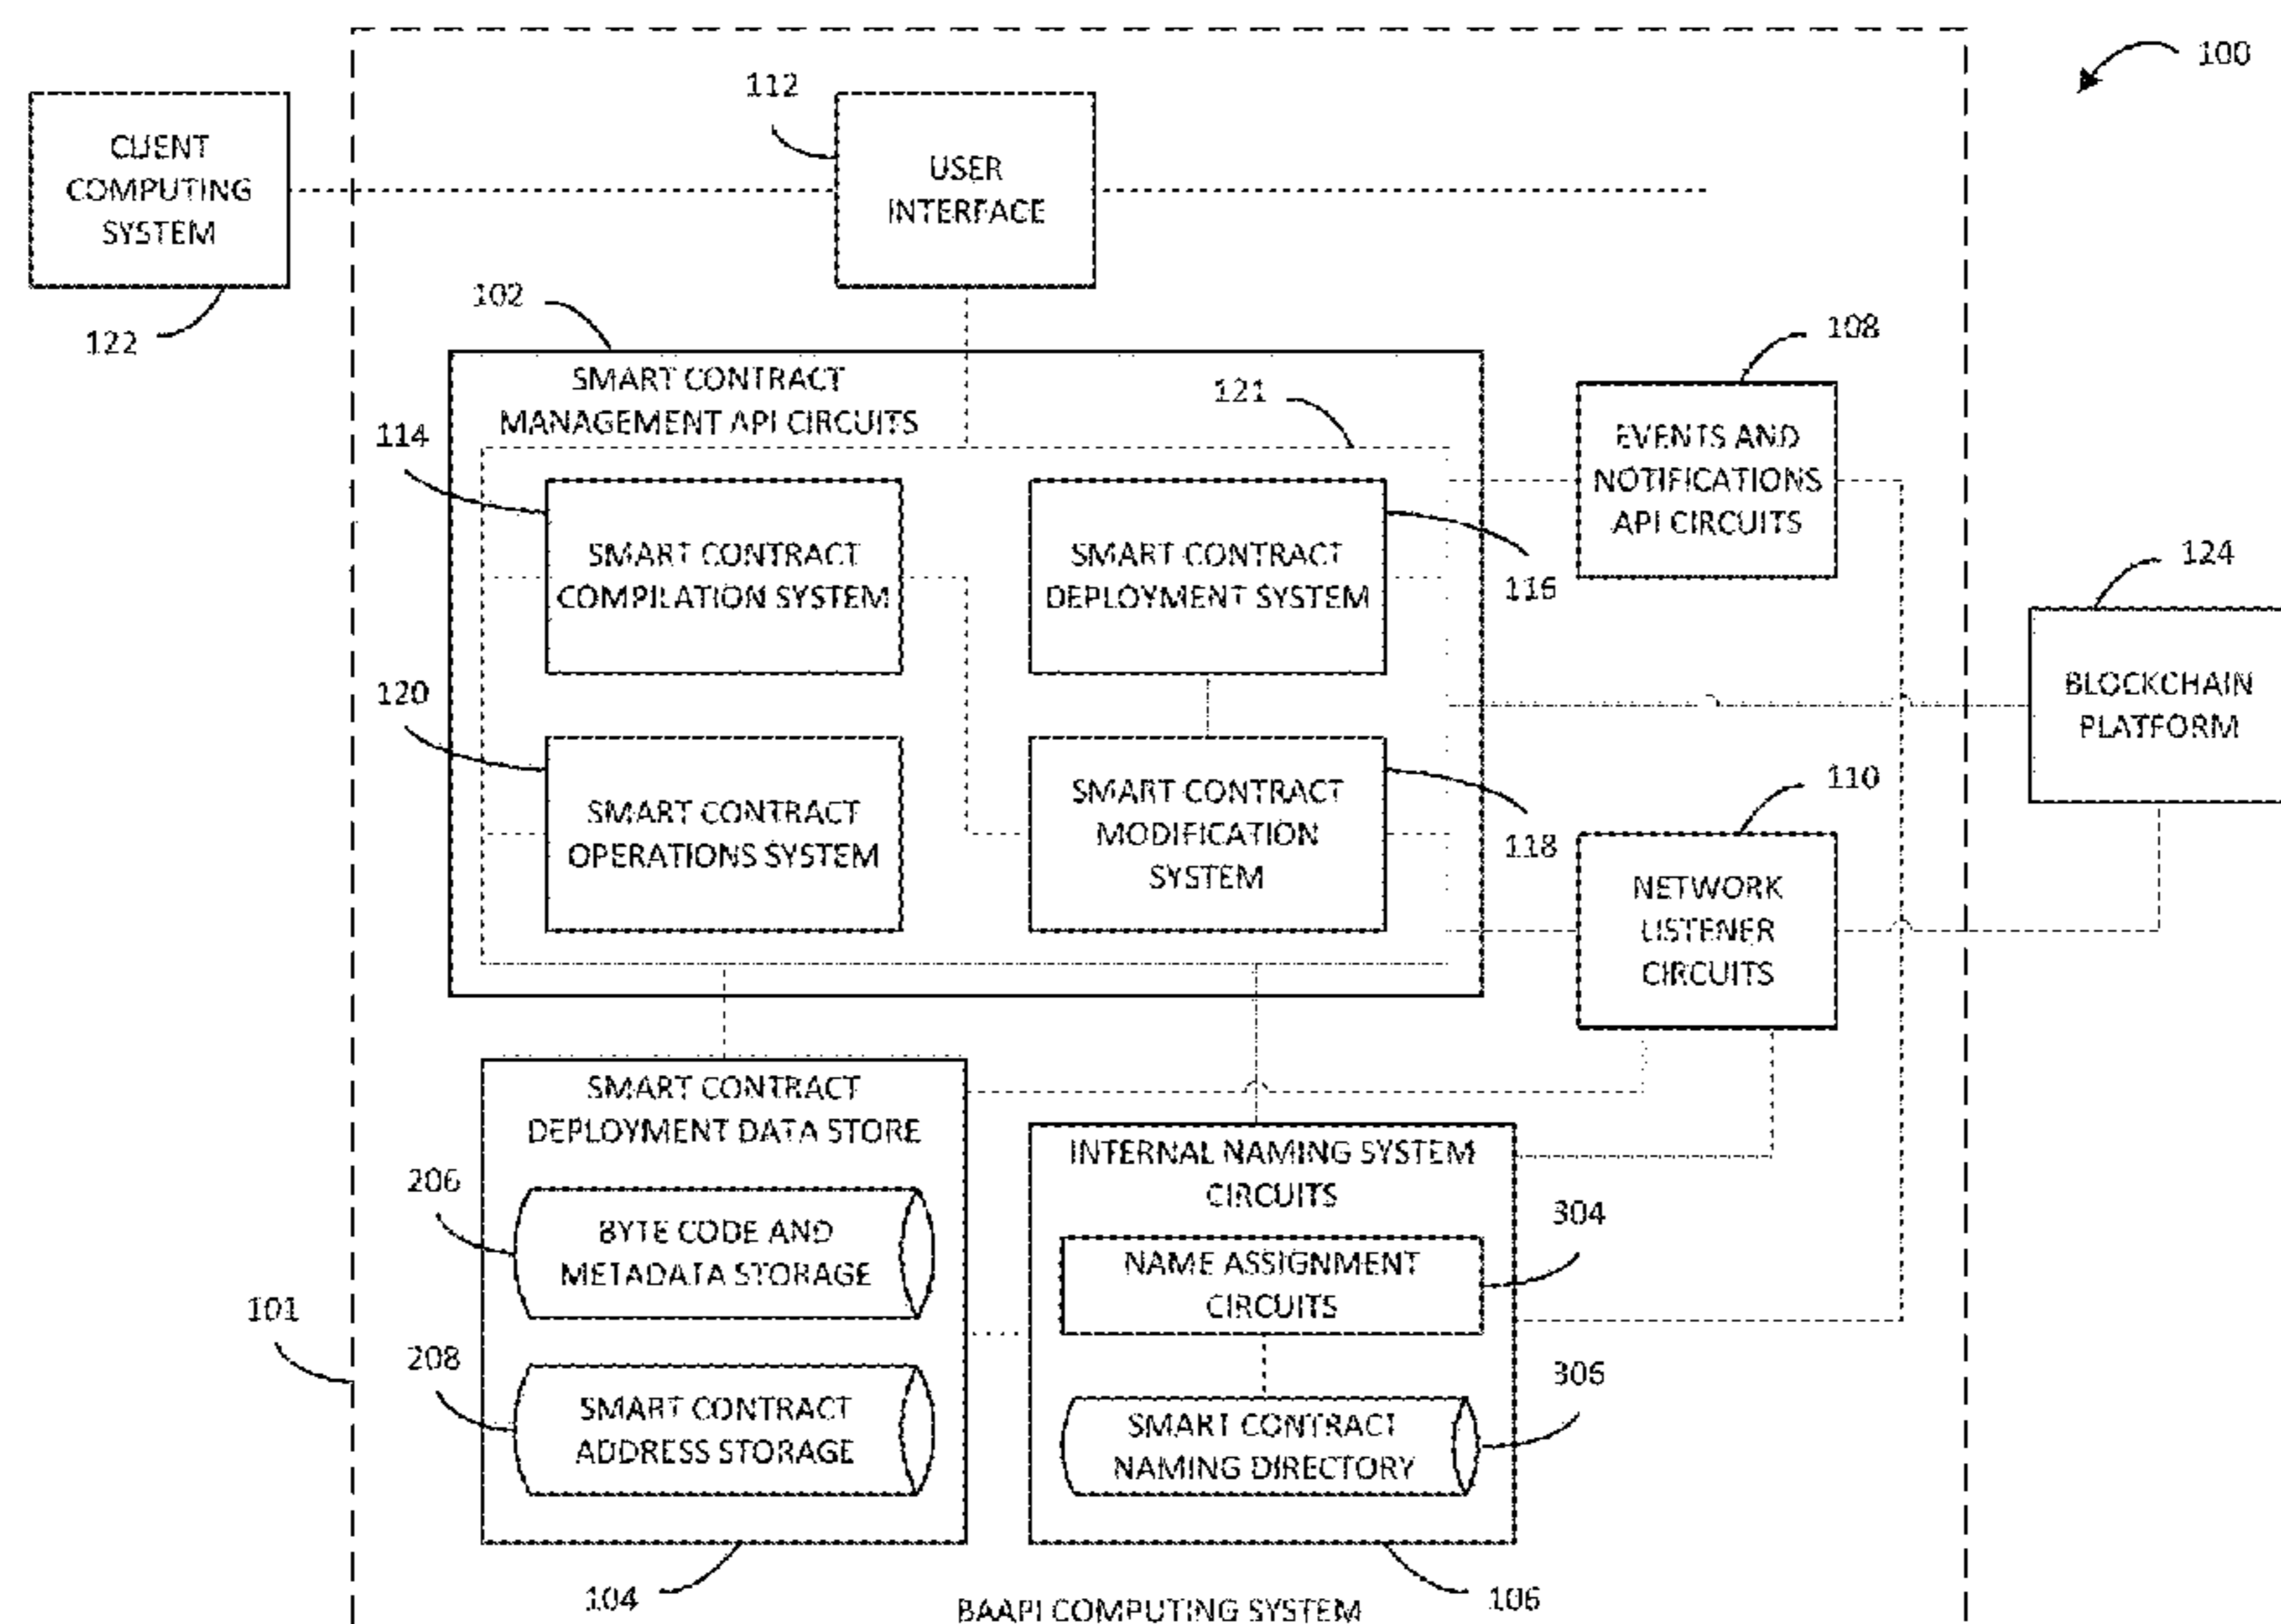 100
112
CLIENT
COMPUTING
SYSTEM
USER
INTERFACE
122
102
108
SMART CONTRACT
MANAGEMENT API CIRCUITS
121
114
EVENTS AND
NOTIFICATIONS
API CIRCUITS
SMART CONTRACT
COMPILATION SYSTEM
SMART CONTRACT
DEPLOYMENT SYSTEM
116
124
120
BLOCKCHAIN
PLATFORM
SMART CONTRACT
OPERATIONS SYSTEM
SMART CONTRACT
MODIFICATION
SYSTEM
118
110
NETWORK
LISTENER
CIRCUITS
SMART CONTRACT
DEPLOYMENT DATA STORE
INTERNAL NAMING SYSTEM
CIRCUITS
206
BYTE CODE AND
METADATA STORAGE
304
NAME ASSIGNMENT
CIRCUITS
101
208
SMART CONTRACT
ADDRESS STORAGE
306
SMART CONTRACT
NAMING DIRECTORY
104
106
BAAPI COMPUTING SYSTEM